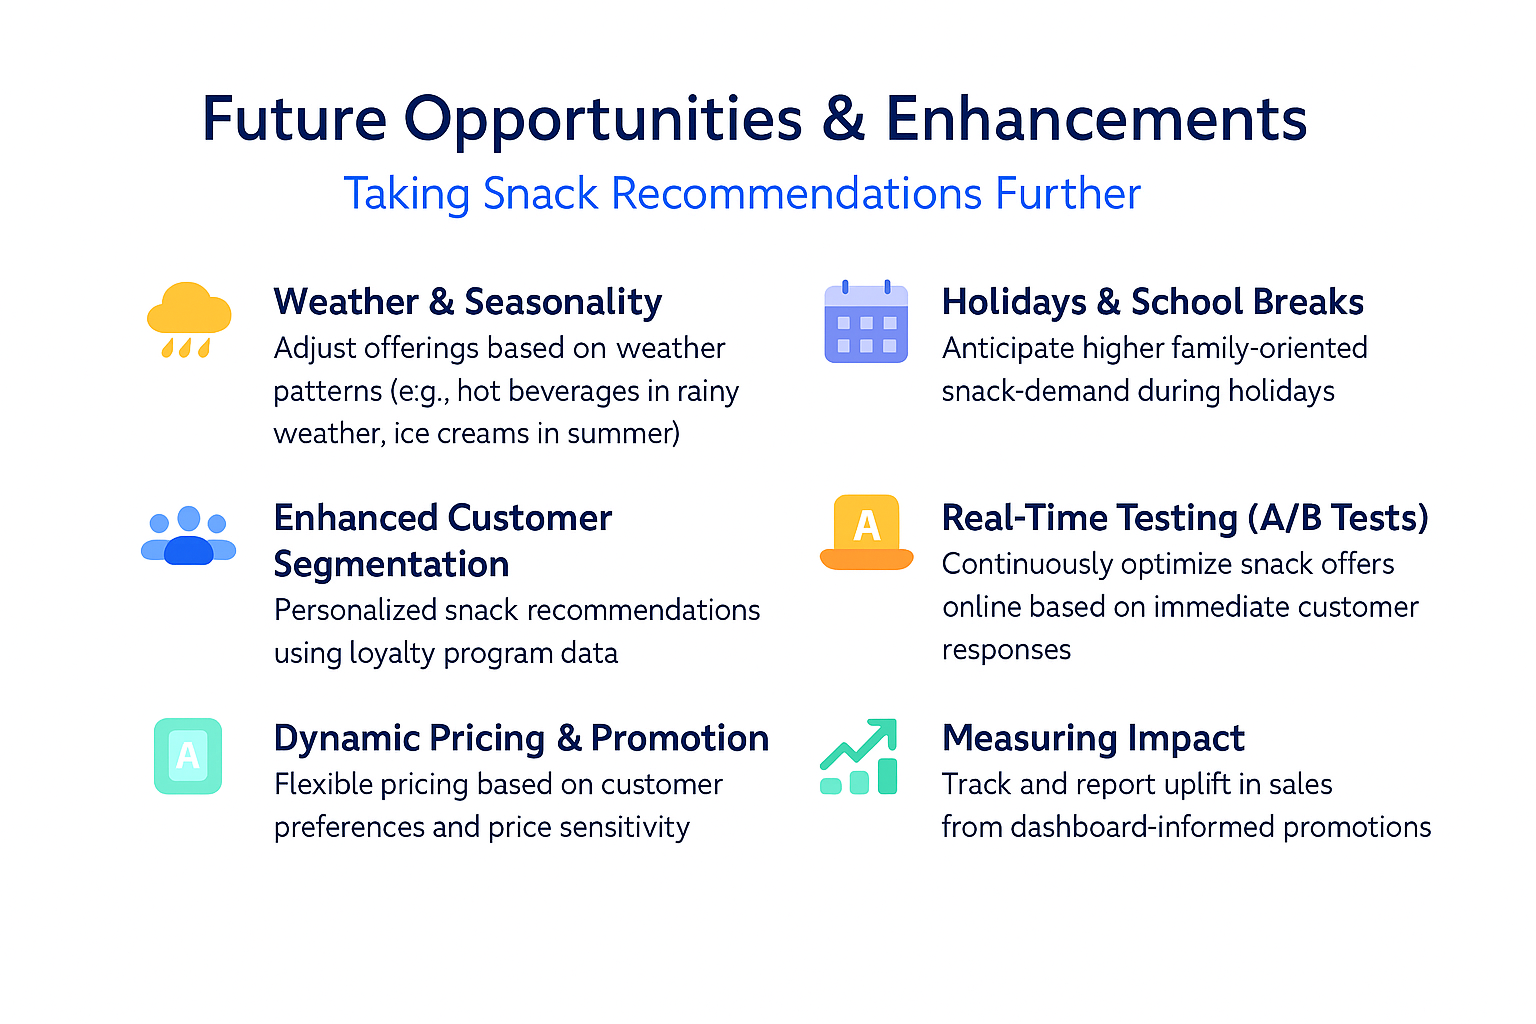 Future Opportunities & Enhancements
Taking Snack Recommendations Further
Weather & Seasonality
Adjust offerings based on weather
patterns (e:g., hot beverages in rainy
weather, ice creams in summer)
Holidays & School Breaks
Anticipate higher family-oriented
snack-demand during holidays
Enhanced Customer
Segmentation
Personalized snack recommendations
using loyalty program data
A
Real-Time Testing (A/B Tests)
Continuously optimize snack offers
online based on immediate customer
responses
A
Dynamic Pricing & Promotion
Flexible pricing based on customer
preferences and price sensitivity
Measuring Impact
Track and report uplift in sales
from dashboard-informed promotions